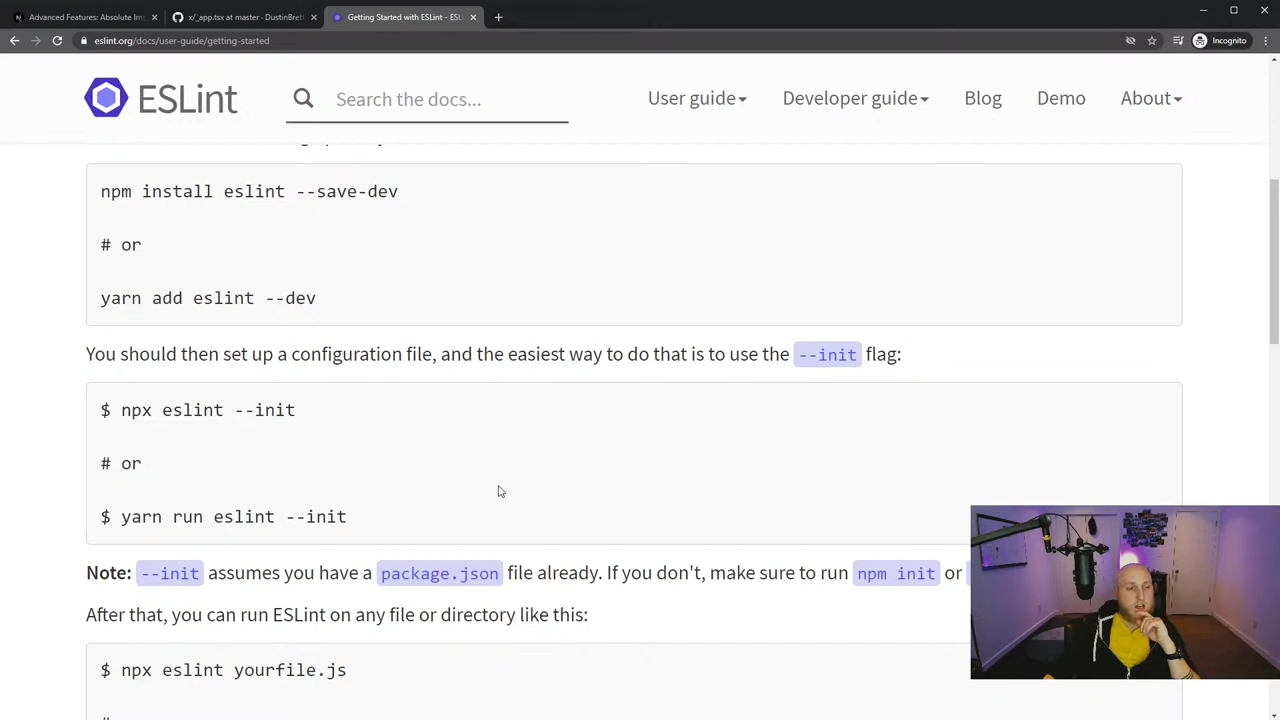 Advanced Features: Absolute Im
x/_app.tsx at master · DustinBrett
Getting Started with ESLint - ESL
eslint.org/docs/user-guide/getting-started
Incognito
ESLint
Search the docs...
User guide
Developer guide
Blog
Demo
About
npm install eslint --save-dev
# or
yarn add eslint --dev
You should then set up a configuration file, and the easiest way to do that is to use the --init flag:
$ npx eslint --init
# or
$ yarn run eslint --init
Note: --init assumes you have a package.json file already. If you don't, make sure to run npm init or
After that, you can run ESLint on any file or directory like this:
$ npx eslint yourfile.js